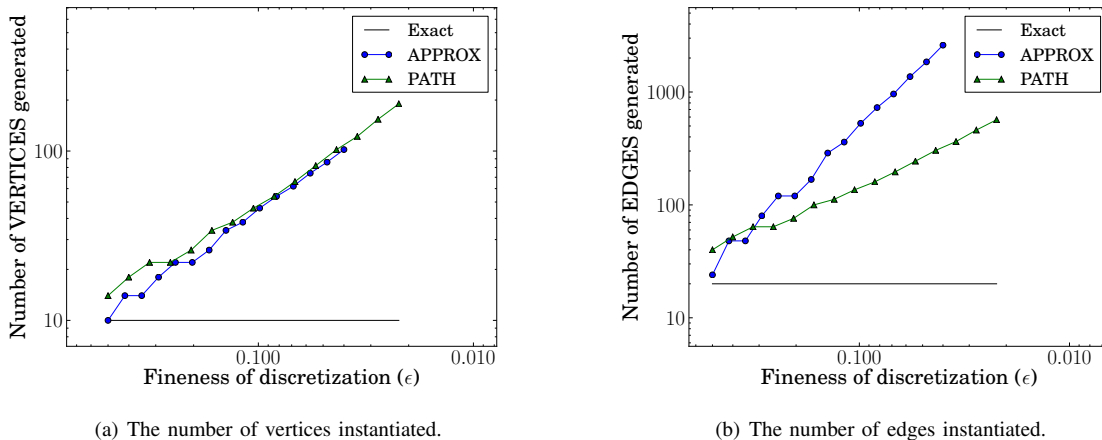 Number of VERTICES generated
100
10
0.100
0.010
Fineness of discretization (ϵ)
Exact
APPROX
PATH
(a) The number of vertices instantiated.
Number of EDGES generated
1000
100
10
0.100
0.010
Fineness of discretization (ϵ)
Exact
APPROX
PATH
(b) The number of edges instantiated.